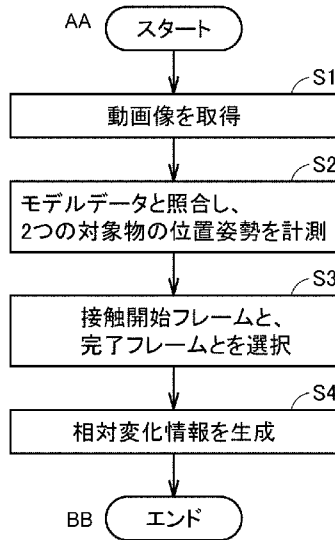 AA スタート
S1
動画像を取得
S2
モデルデータと照合し、
2つの対象物の位置姿勢を計測
S3
接触開始フレームと、
完了フレームとを選択
S4
相対変化情報を生成
BB エンド